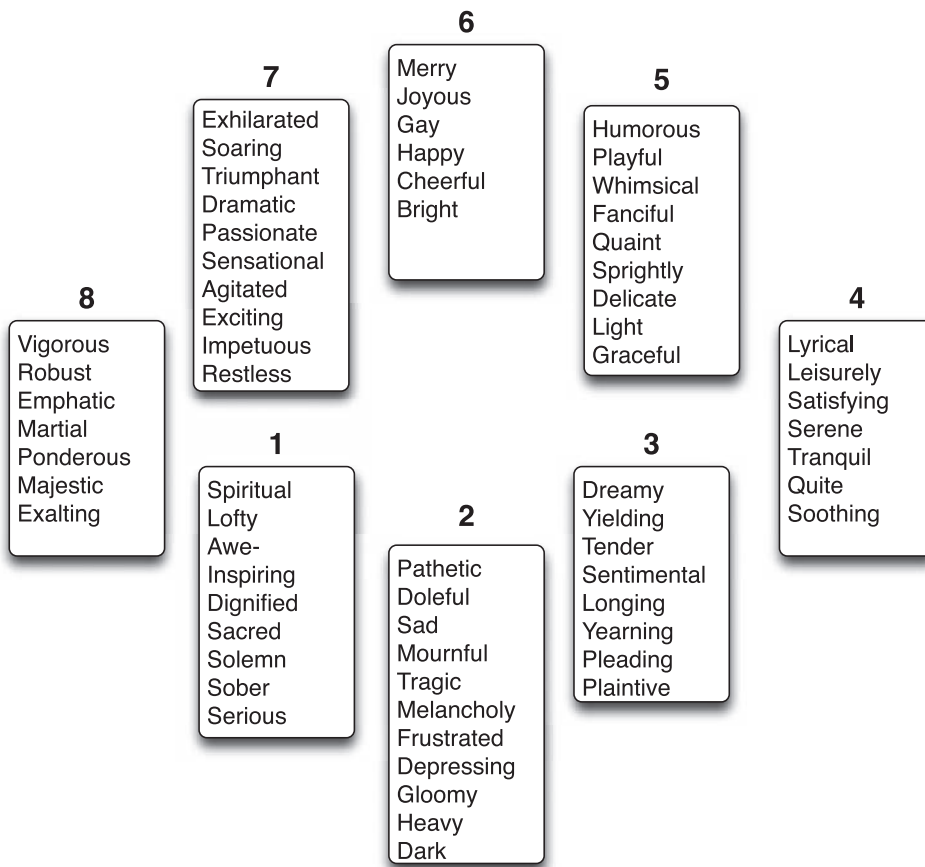 6
Merry
Joyous
Gay
Happy
Cheerful
Bright
7
Exhilarated
Soaring
Triumphant
Dramatic
Passionate
Sensational
Agitated
Exciting
Impetuous
Restless
5
Humorous
Playful
Whimsical
Fanciful
Quaint
Sprightly
Delicate
Light
Graceful
8
Vigorous
Robust
Emphatic
Martial
Ponderous
Majestic
Exalting
4
Lyrical
Leisurely
Satisfying
Serene
Tranquil
Quite
Soothing
1
Spiritual
Lofty
Awe-
Inspiring
Dignified
Sacred
Solemn
Sober
Serious
2
Pathetic
Doleful
Sad
Mournful
Tragic
Melancholy
Frustrated
Depressing
Gloomy
Heavy
Dark
3
Dreamy
Yielding
Tender
Sentimental
Longing
Yearning
Pleading
Plaintive